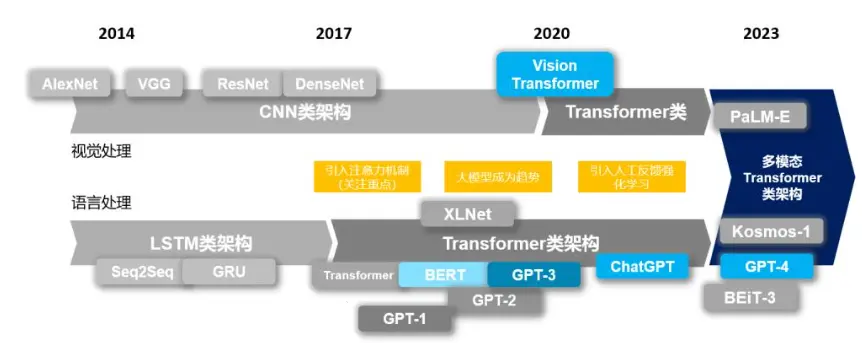 2014
2017
2020
2023
AlexNet
VGG
ResNet
DenseNet
Vision
Transformer
CNN类架构
Transformer类
PaLM-E
视觉处理
引入注意力机制
(关注重点)
大模型成为趋势
引入人工反馈强
化学习
多模态
Transformer
类架构
语言处理
XLNet
LSTM类架构
Transformer类架构
Kosmos-1
Seq2Seq
GRU
Transformer
BERT
GPT-3
ChatGPT
GPT-4
GPT-1
GPT-2
BEiT-3